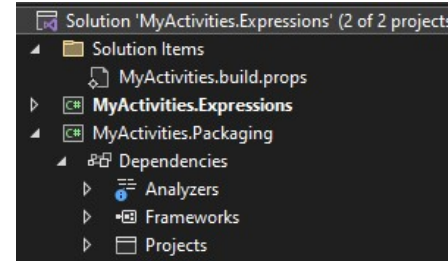 Solution 'MyActivities.Expressions' (2 of 2 projects
Solution Items
MyActivities.build.props
C# MyActivities.Expressions
C# MyActivities.Packaging
Dependencies
Analyzers
Frameworks
Projects